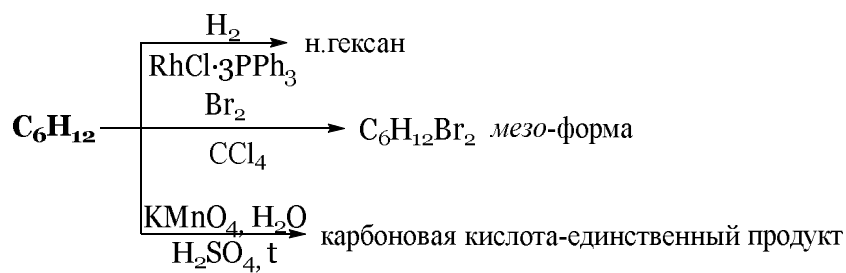 H₂
н.гексан
RhCl·3PPh₃
Br₂
C₆H₁₂
C₆H₁₂Br₂ мезо-форма
CCl₄
KMnO₄, H₂O
карбоновая кислота-единственный продукт
H₂SO₄, t